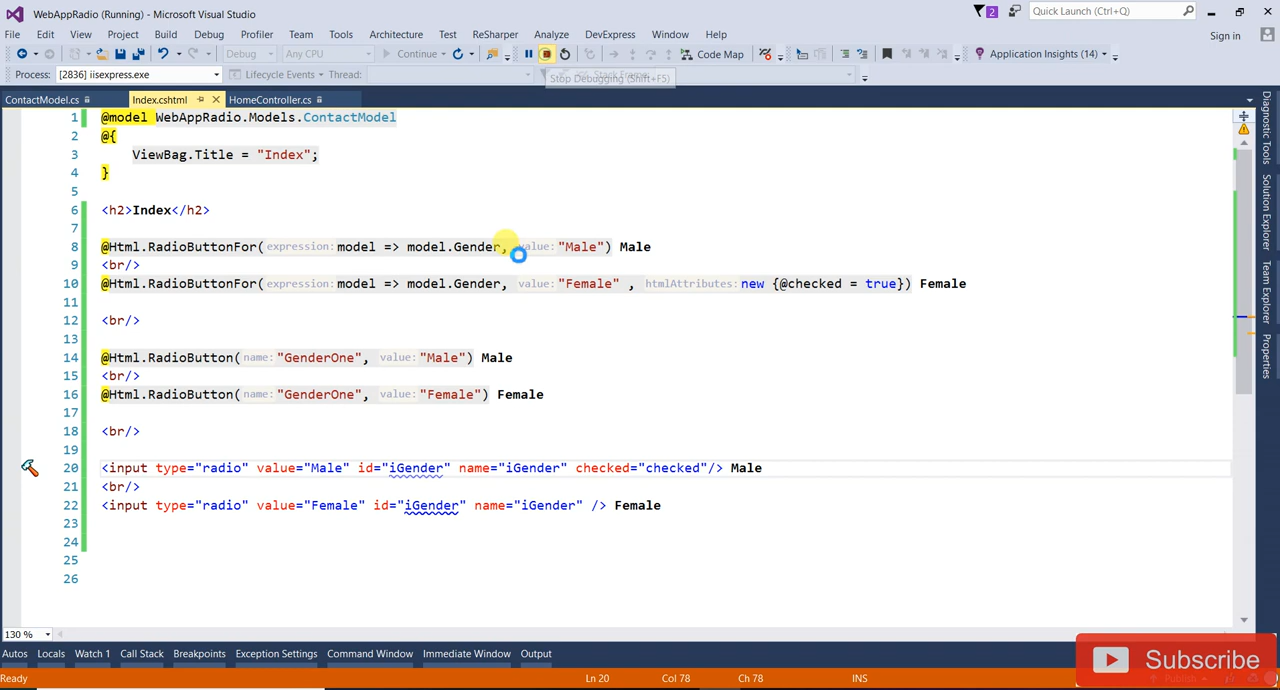 WebAppRadio (Running) - Microsoft Visual Studio
2
Quick Launch (Ctrl+Q)
File Edit View Project Build Debug Profiler Team Tools Architecture Test ReSharper Analyze DevExpress Window Help
Sign in
Debug Any CPU Continue Code Map Application Insights (14)
Process: [2836] iisexpress.exe Lifecycle Events Thread:
Stop Debugging (Shift+F5)
ContactModel.cs Index.cshtml HomeController.cs
1 @model WebAppRadio.Models.ContactModel
2 @{
3 ViewBag.Title = "Index";
4 }
5
6 <h2>Index</h2>
7
8 @Html.RadioButtonFor(expression: model => model.Gender, value: "Male") Male
9 <br/>
10 @Html.RadioButtonFor(expression: model => model.Gender, value: "Female" , htmlAttributes: new {@checked = true}) Female
11
12 <br/>
13
14 @Html.RadioButton(name: "GenderOne", value: "Male") Male
15 <br/>
16 @Html.RadioButton(name: "GenderOne", value: "Female") Female
17
18 <br/>
19
20 <input type="radio" value="Male" id="iGender" name="iGender" checked="checked"/> Male
21 <br/>
22 <input type="radio" value="Female" id="iGender" name="iGender" /> Female
23
24
25
26
Diagnostic Tools
Solution Explorer
Team Explorer
Properties
130 %
Autos Locals Watch 1 Call Stack Breakpoints Exception Settings Command Window Immediate Window Output
Subscribe
Ready Ln 20 Col 78 Ch 78 INS Publish